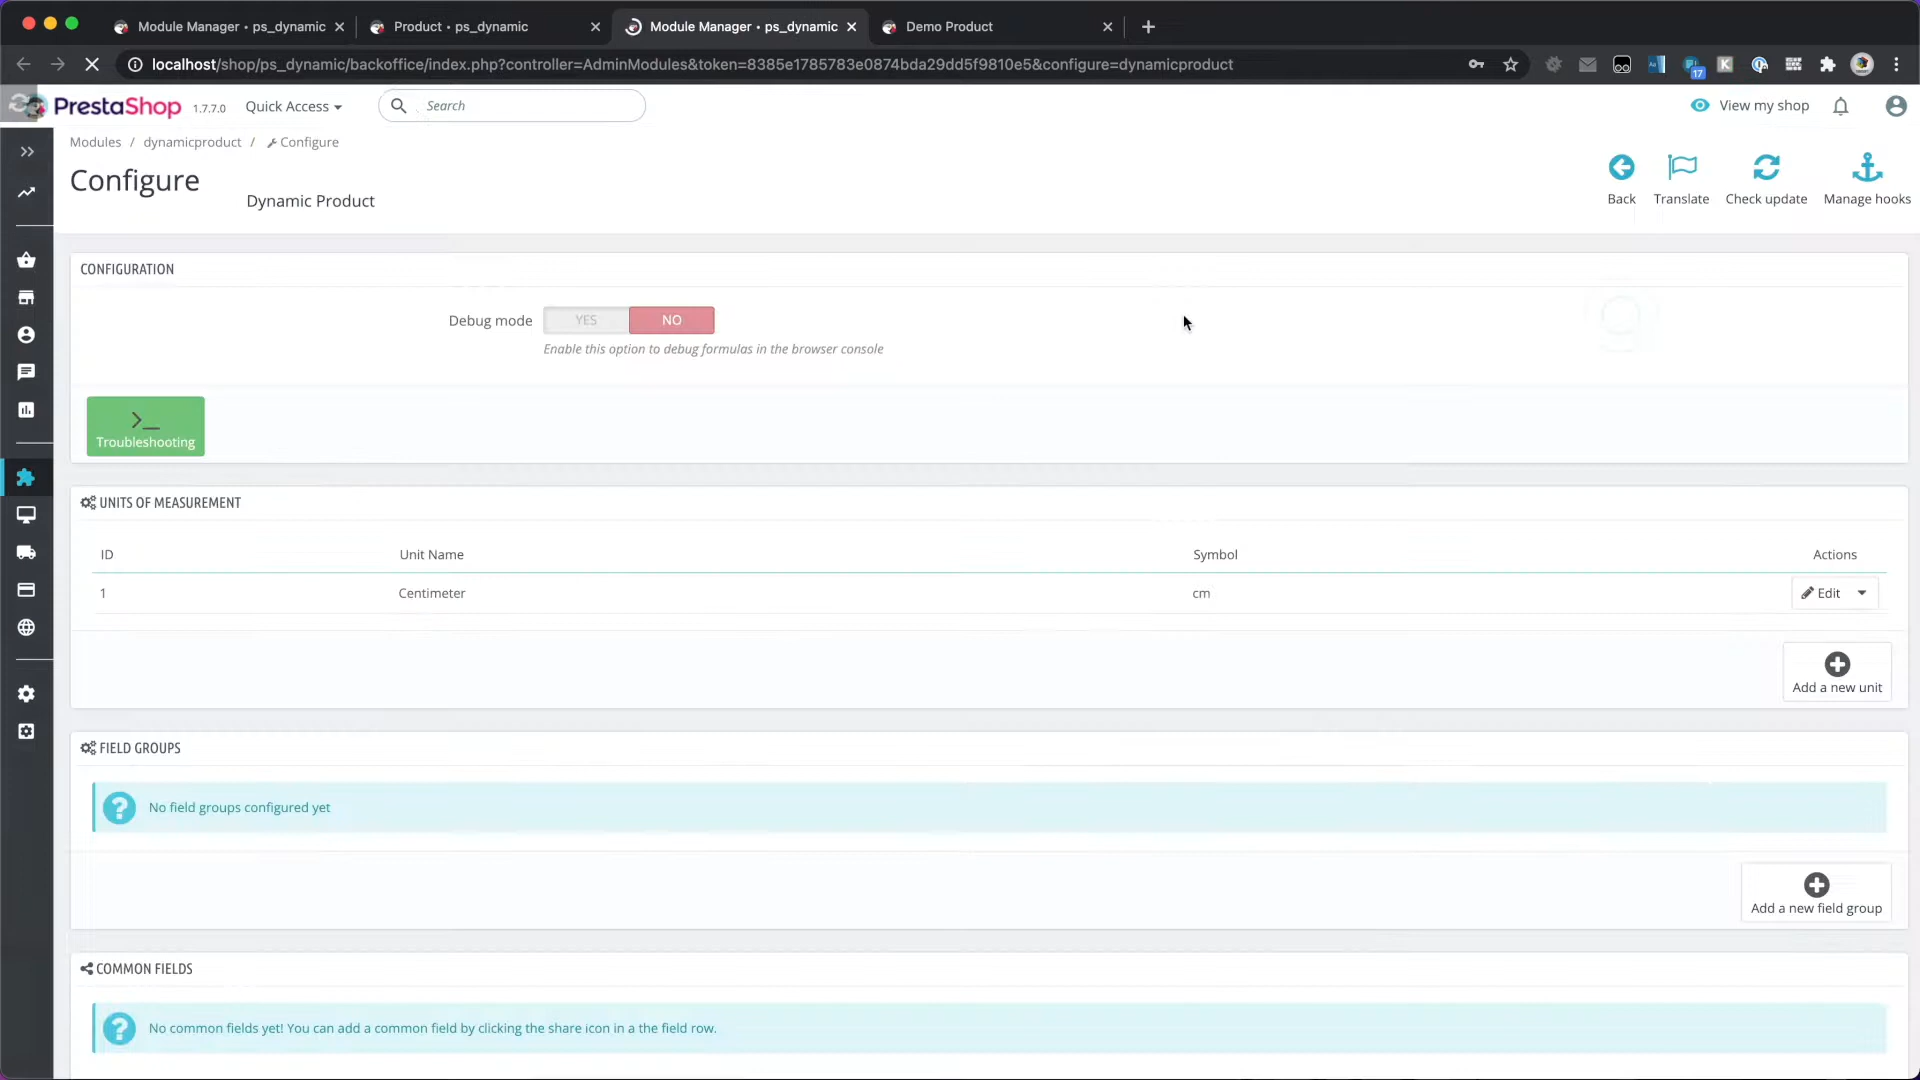 Module Manager • ps_dynamic
Product • ps_dynamic
Module Manager • ps_dynamic
Demo Product
localhost/shop/ps_dynamic/backoffice/index.php?controller=AdminModules&token=8385e1785783e0874bda29dd5f9810e5&configure=dynamicproduct
17
K
PrestaShop 1.7.7.0
Quick Access
Search
View my shop
Modules / dynamicproduct / Configure
Configure
Dynamic Product
Back
Translate
Check update
Manage hooks
CONFIGURATION
Debug mode
YES
NO
Enable this option to debug formulas in the browser console
Troubleshooting
UNITS OF MEASUREMENT
ID
Unit Name
Symbol
Actions
1
Centimeter
cm
Edit
Add a new unit
FIELD GROUPS
No field groups configured yet
Add a new field group
COMMON FIELDS
No common fields yet! You can add a common field by clicking the share icon in a the field row.